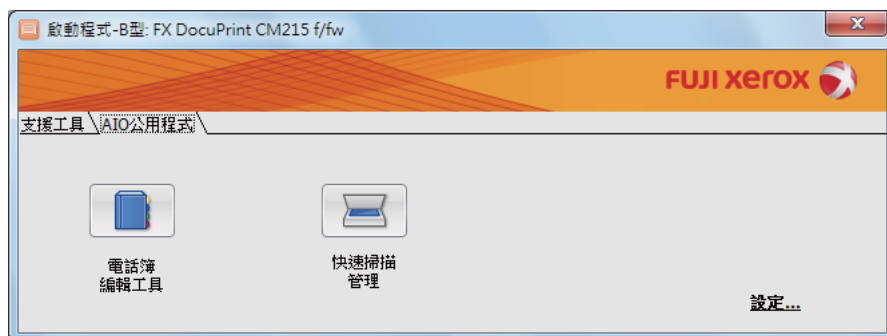 啟動程式-B型: FX DocuPrint CM215 f/fw
FUJI xerox
支援工具 AIO公用程式
電話簿
編輯工具
快速掃描
管理
設定...